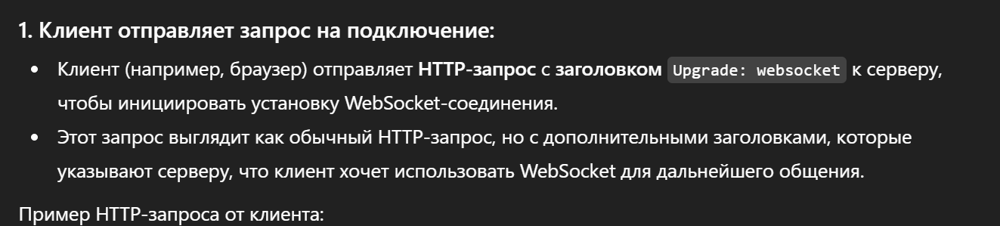 1. Клиент отправляет запрос на подключение:
• Клиент (например, браузер) отправляет HTTP-запрос с заголовком Upgrade: websocket к серверу,
чтобы инициировать установку WebSocket-соединения.
• Этот запрос выглядит как обычный HTTP-запрос, но с дополнительными заголовками, которые
указывают серверу, что клиент хочет использовать WebSocket для дальнейшего общения.
Пример HTTP-запроса от клиента: